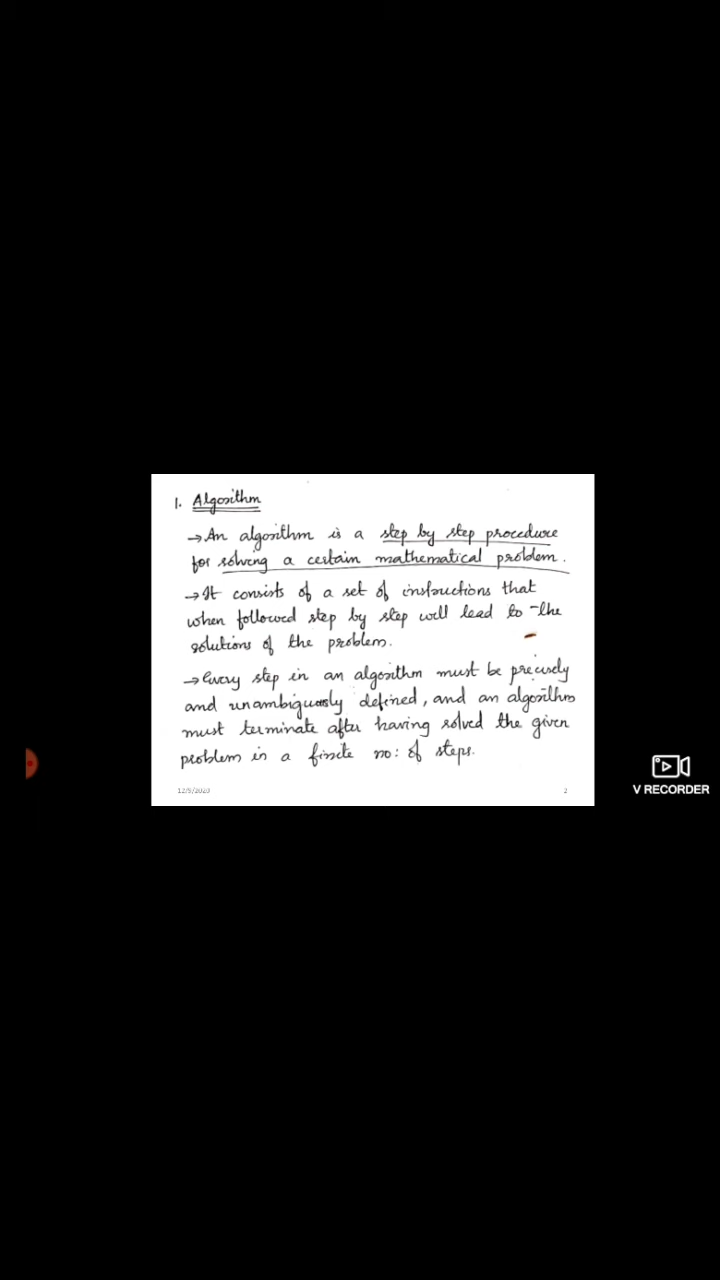 1. Algorithm
→ An algorithm is a step by step procedure
for solving a certain mathematical problem.
→ It consists of a set of instructions that
when followed step by step will lead to the
solutions of the problem.
→ Every step in an algorithm must be precisely
and unambiguously defined, and an algorithm
must terminate after having solved the given
problem in a finite no: of steps.
12/5/2020
2
V RECORDER